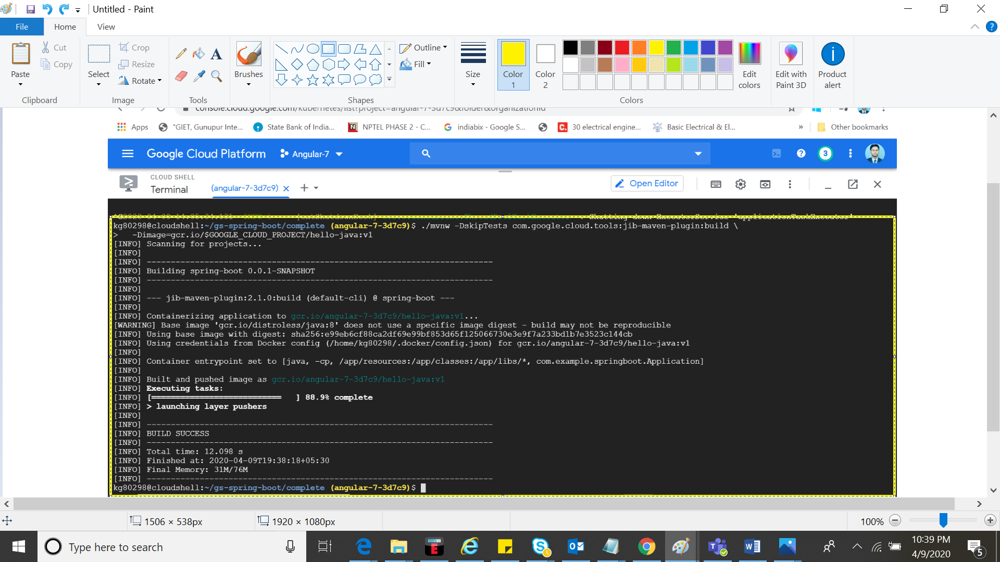 Untitled - Paint
File Home View
Cut
Copy
Paste
Clipboard
Crop
Resize
Rotate
Select
Image
Tools
Brushes
Shapes
Outline
Fill
Size
Color 1
Color 2
Colors
Edit colors
Edit with Paint 3D
Product alert
console.cloud.google.com/kubernetes/list?project=angular-7-3d7c9&folder&organizationId
Apps "GIET, Gunupur Inte... State Bank of India... NPTEL PHASE 2 - C... indiabix - Google S... 30 electrical engine... Basic Electrical & El... » Other bookmarks
Google Cloud Platform Angular-7 3
CLOUD SHELL
Terminal (angular-7-3d7c9) Open Editor
kg80298@cloudshell:~/gs-spring-boot/complete (angular-7-3d7c9)$ ./mvnw -DskipTests com.google.cloud.tools:jib-maven-plugin:build \
>   -Dimage=gcr.io/$GOOGLE_CLOUD_PROJECT/hello-java:v1
[INFO] Scanning for projects...
[INFO]
[INFO] ------------------------------------------------------------------------
[INFO] Building spring-boot 0.0.1-SNAPSHOT
[INFO] ------------------------------------------------------------------------
[INFO]
[INFO] --- jib-maven-plugin:2.1.0:build (default-cli) @ spring-boot ---
[INFO]
[INFO] Containerizing application to gcr.io/angular-7-3d7c9/hello-java:v1...
[WARNING] Base image 'gcr.io/distroless/java:8' does not use a specific image digest - build may not be reproducible
[INFO] Using base image with digest: sha256:e99eb6cf88ca2df69e99bf853d65f125066730e3e9f7a233bd1b7e3523c144cb
[INFO] Using credentials from Docker config (/home/kg80298/.docker/config.json) for gcr.io/angular-7-3d7c9/hello-java:v1
[INFO]
[INFO] Container entrypoint set to [java, -cp, /app/resources:/app/classes:/app/libs/*, com.example.springboot.Application]
[INFO]
[INFO] Built and pushed image as gcr.io/angular-7-3d7c9/hello-java:v1
[INFO] Executing tasks:
[INFO] [===========================   ] 88.9% complete
[INFO] > launching layer pushers
[INFO]
[INFO] ------------------------------------------------------------------------
[INFO] BUILD SUCCESS
[INFO] ------------------------------------------------------------------------
[INFO] Total time: 12.098 s
[INFO] Finished at: 2020-04-09T19:38:18+05:30
[INFO] Final Memory: 31M/76M
[INFO] ------------------------------------------------------------------------
kg80298@cloudshell:~/gs-spring-boot/complete (angular-7-3d7c9)$
1506 × 538px 1920 × 1080px 100%
Type here to search
10:39 PM
4/9/2020
5